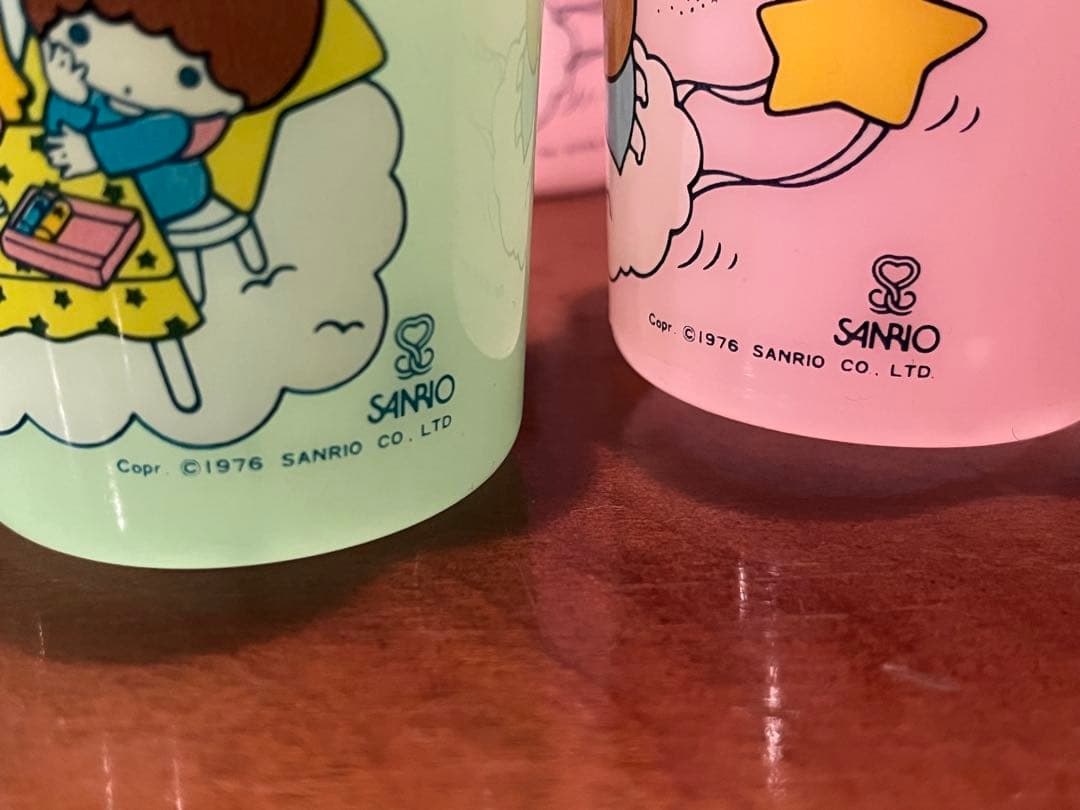 SANRIO
Copr. ©1976 SANRIO CO., LTD
SANRIO
Copr. ©1976 SANRIO CO., LTD.